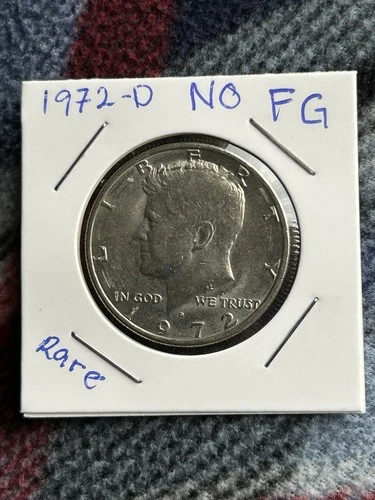 1972-D NO FG
LIBERTY
IN GOD WE TRUST
D
1972
Rare